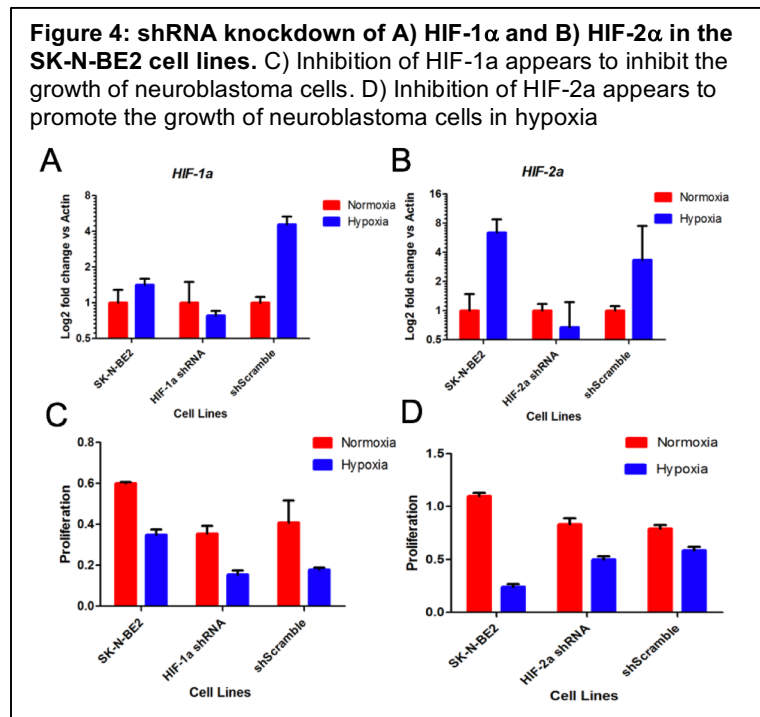 Figure 4: shRNA knockdown of A) HIF-1α and B) HIF-2α in the
SK-N-BE2 cell lines. C) Inhibition of HIF-1a appears to inhibit the
growth of neuroblastoma cells. D) Inhibition of HIF-2a appears to
promote the growth of neuroblastoma cells in hypoxia
A
HIF-1a
Normoxia
Hypoxia
Log2 fold change vs Actin
8
4
2
1
0.5
SK-N-BE2
HIF-1a shRNA
shScramble
Cell Lines
B
HIF-2a
Normoxia
Hypoxia
Log2 fold change vs Actin
16
8
4
2
1
0.5
SK-N-BE2
HIF-2a shRNA
shScramble
Cell Lines
C
Normoxia
Hypoxia
Proliferation
0.8
0.6
0.4
0.2
0.0
SK-N-BE2
HIF-1a shRNA
shScramble
Cell Lines
D
Normoxia
Hypoxia
Proliferation
1.5
1.0
0.5
0.0
SK-N-BE2
HIF-2a shRNA
shScramble
Cell Lines